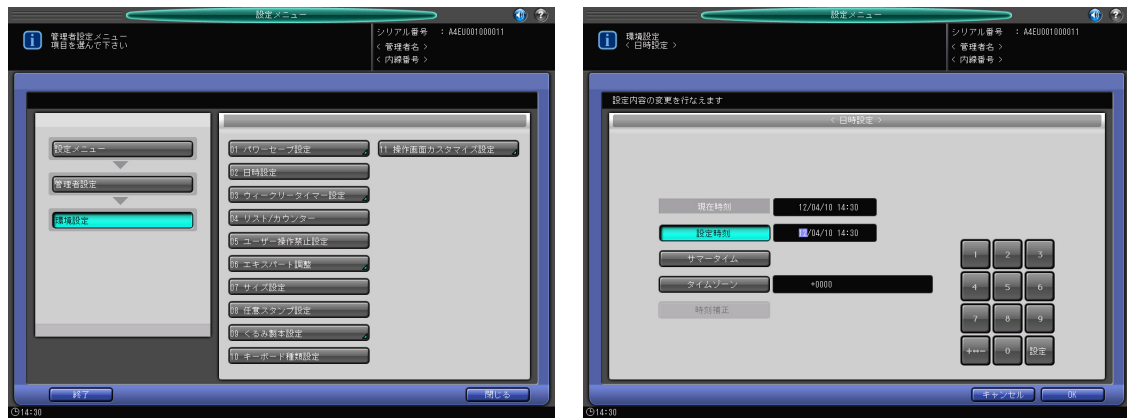 設定メニュー
管理者設定メニュー
項目を選んで下さい
シリアル番号 : A4EU001000011
< 管理者名 >
< 内線番号 >
設定メニュー
管理者設定
環境設定
01 パワーセーブ設定
02 日時設定
03 ウィークリータイマー設定
04 リスト/カウンター
05 ユーザー操作禁止設定
06 エキスパート調整
07 サイズ設定
08 任意スタンプ設定
09 くるみ製本設定
10 キーボード種類設定
11 操作画面カスタマイズ設定
終了
閉じる
14:30
設定メニュー
環境設定
< 日時設定 >
シリアル番号 : A4EU001000011
< 管理者名 >
< 内線番号 >
設定内容の変更を行なえます
< 日時設定 >
現在時刻 12/04/10 14:30
設定時刻 12/04/10 14:30
サマータイム
タイムゾーン +0000
時刻補正
1 2 3
4 5 6
7 8 9
+↔- 0 設定
キャンセル OK
14:30